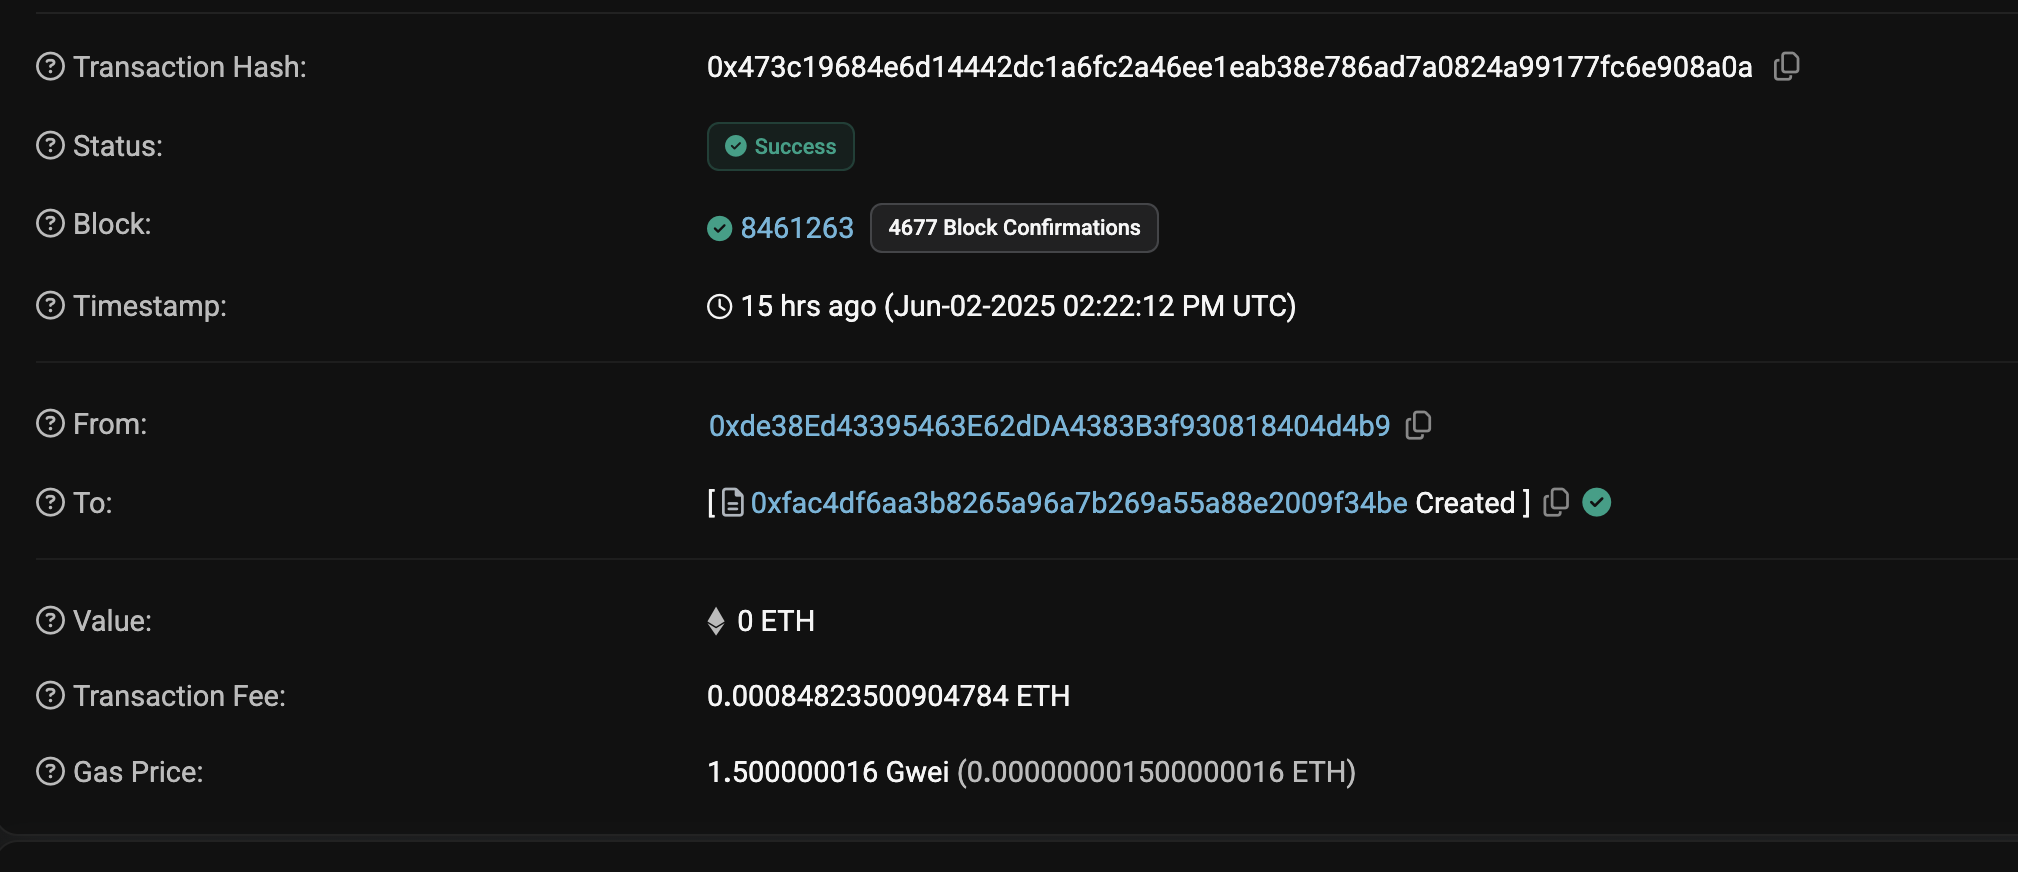 Transaction Hash: 0x473c19684e6d14442dc1a6fc2a46ee1eab38e786ad7a0824a99177fc6e908a0a
Status: Success
Block: 8461263 4677 Block Confirmations
Timestamp: 15 hrs ago (Jun-02-2025 02:22:12 PM UTC)
From: 0xde38Ed43395463E62dDA4383B3f930818404d4b9
To: [ 0xfac4df6aa3b8265a96a7b269a55a88e2009f34be Created ]
Value: 0 ETH
Transaction Fee: 0.00084823500904784 ETH
Gas Price: 1.500000016 Gwei (0.000000001500000016 ETH)